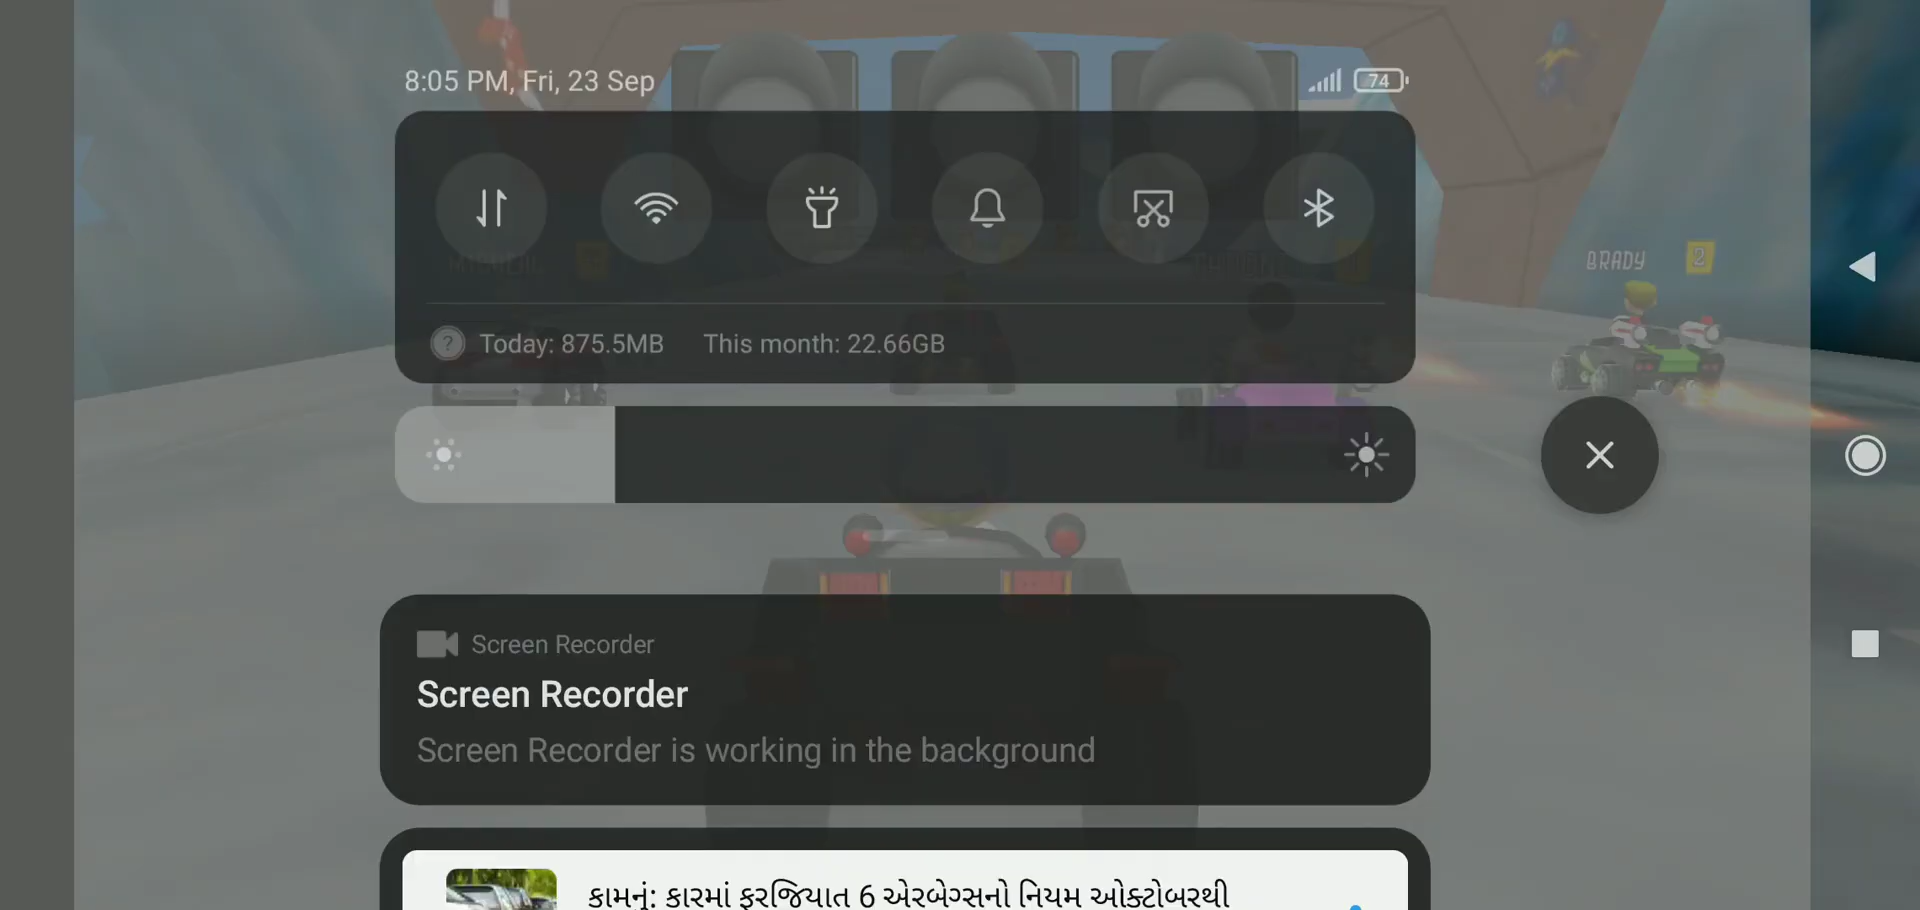 8:05 PM, Fri, 23 Sep
74
BRADY 2
Today: 875.5MB This month: 22.66GB
Screen Recorder
Screen Recorder
Screen Recorder is working in the background
કામનું: કારમાં ફરજિયાત 6 એરબેગ્સનો નિયમ ઓક્ટોબરથી